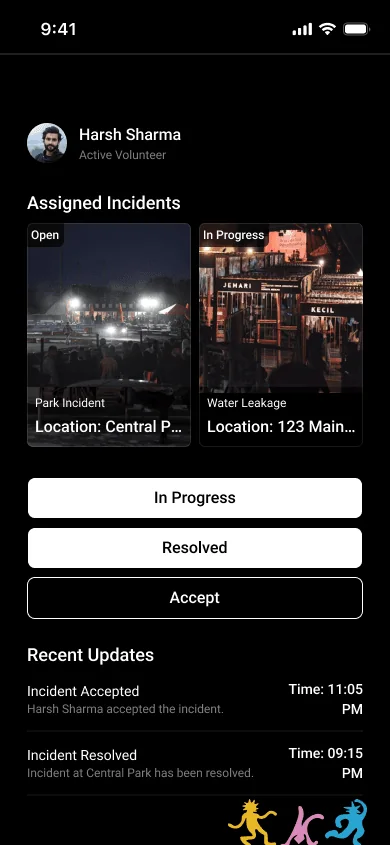 9:41
Harsh Sharma
Active Volunteer
Assigned Incidents
Open
In Progress
JEMARI
KECIL
Park Incident
Location: Central P...
Water Leakage
Location: 123 Main...
In Progress
Resolved
Accept
Recent Updates
Incident Accepted
Harsh Sharma accepted the incident.
Time: 11:05
PM
Incident Resolved
Incident at Central Park has been resolved.
Time: 09:15
PM